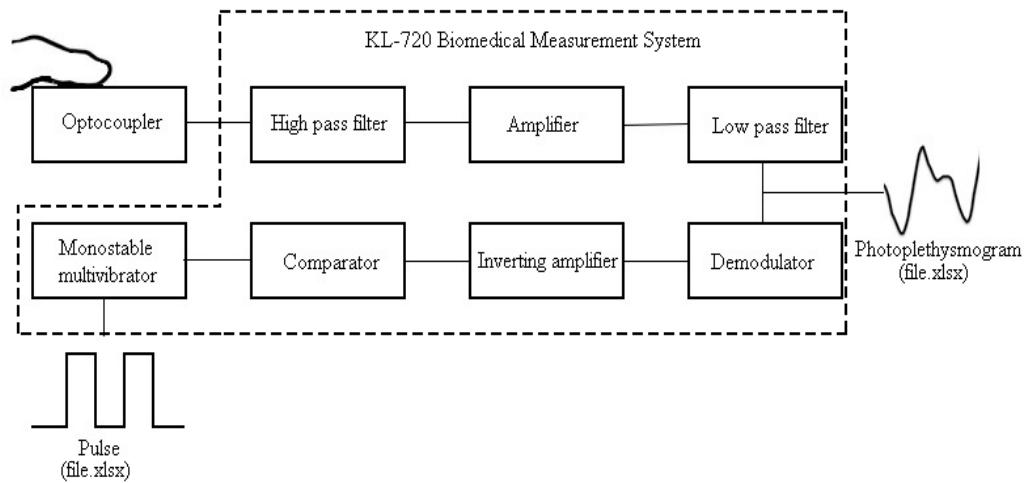 KL-720 Biomedical Measurement System
Optocoupler
High pass filter
Amplifier
Low pass filter
Monostable
multivibrator
Comparator
Inverting amplifier
Demodulator
Photoplethysmogram
(file.xlsx)
Pulse
(file.xlsx)